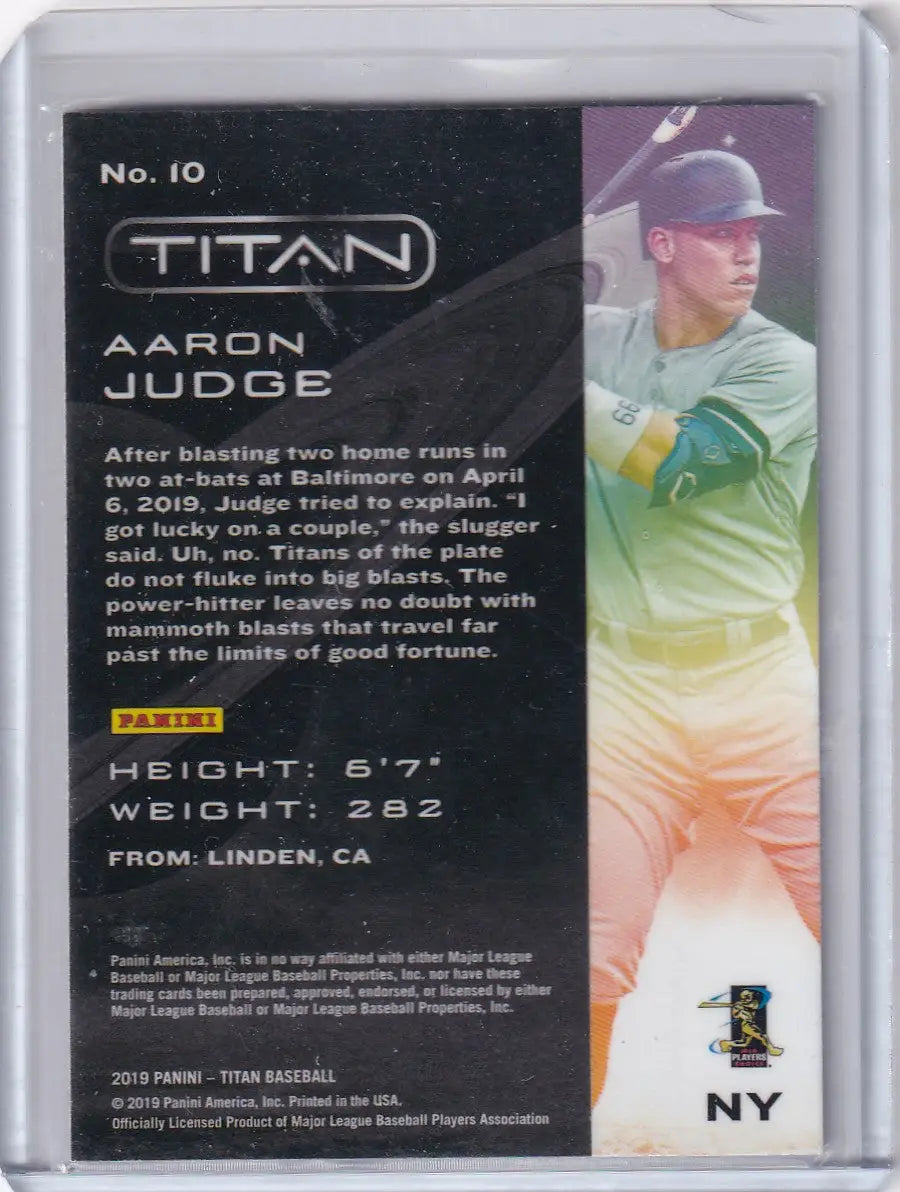 No. 10
TITAN
AARON
JUDGE
After blasting two home runs in
two at-bats at Baltimore on April
6, 2019, Judge tried to explain. “I
got lucky on a couple,” the slugger
said. Uh, no. Titans of the plate
do not fluke into big blasts. The
power-hitter leaves no doubt with
mammoth blasts that travel far
past the limits of good fortune.
PANINI
HEIGHT: 6'7"
WEIGHT: 282
FROM: LINDEN, CA
Panini America, Inc. is in no way affiliated with either Major League
Baseball or Major League Baseball Properties, Inc. nor have these
trading cards been prepared, approved, endorsed, or licensed by either
Major League Baseball or Major League Baseball Properties, Inc.
2019 PANINI – TITAN BASEBALL
© 2019 Panini America, Inc. Printed in the USA.
Officially Licensed Product of Major League Baseball Players Association
99
PLAYERS
CHOICE
NY